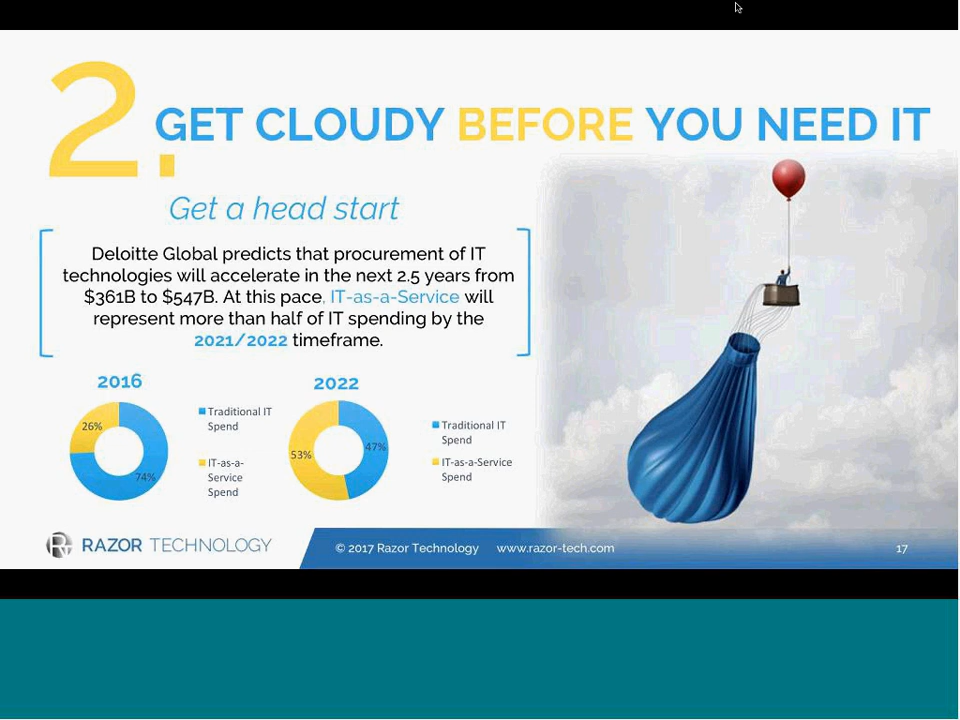 2.
GET CLOUDY BEFORE YOU NEED IT
Get a head start
Deloitte Global predicts that procurement of IT
technologies will accelerate in the next 2.5 years from
$361B to $547B. At this pace, IT-as-a-Service will
represent more than half of IT spending by the
2021/2022 timeframe.
2016
26%
74%
Traditional IT
Spend
IT-as-a-
Service
Spend
2022
53%
47%
Traditional IT
Spend
IT-as-a-Service
Spend
RAZOR TECHNOLOGY
© 2017 Razor Technology www.razor-tech.com
17